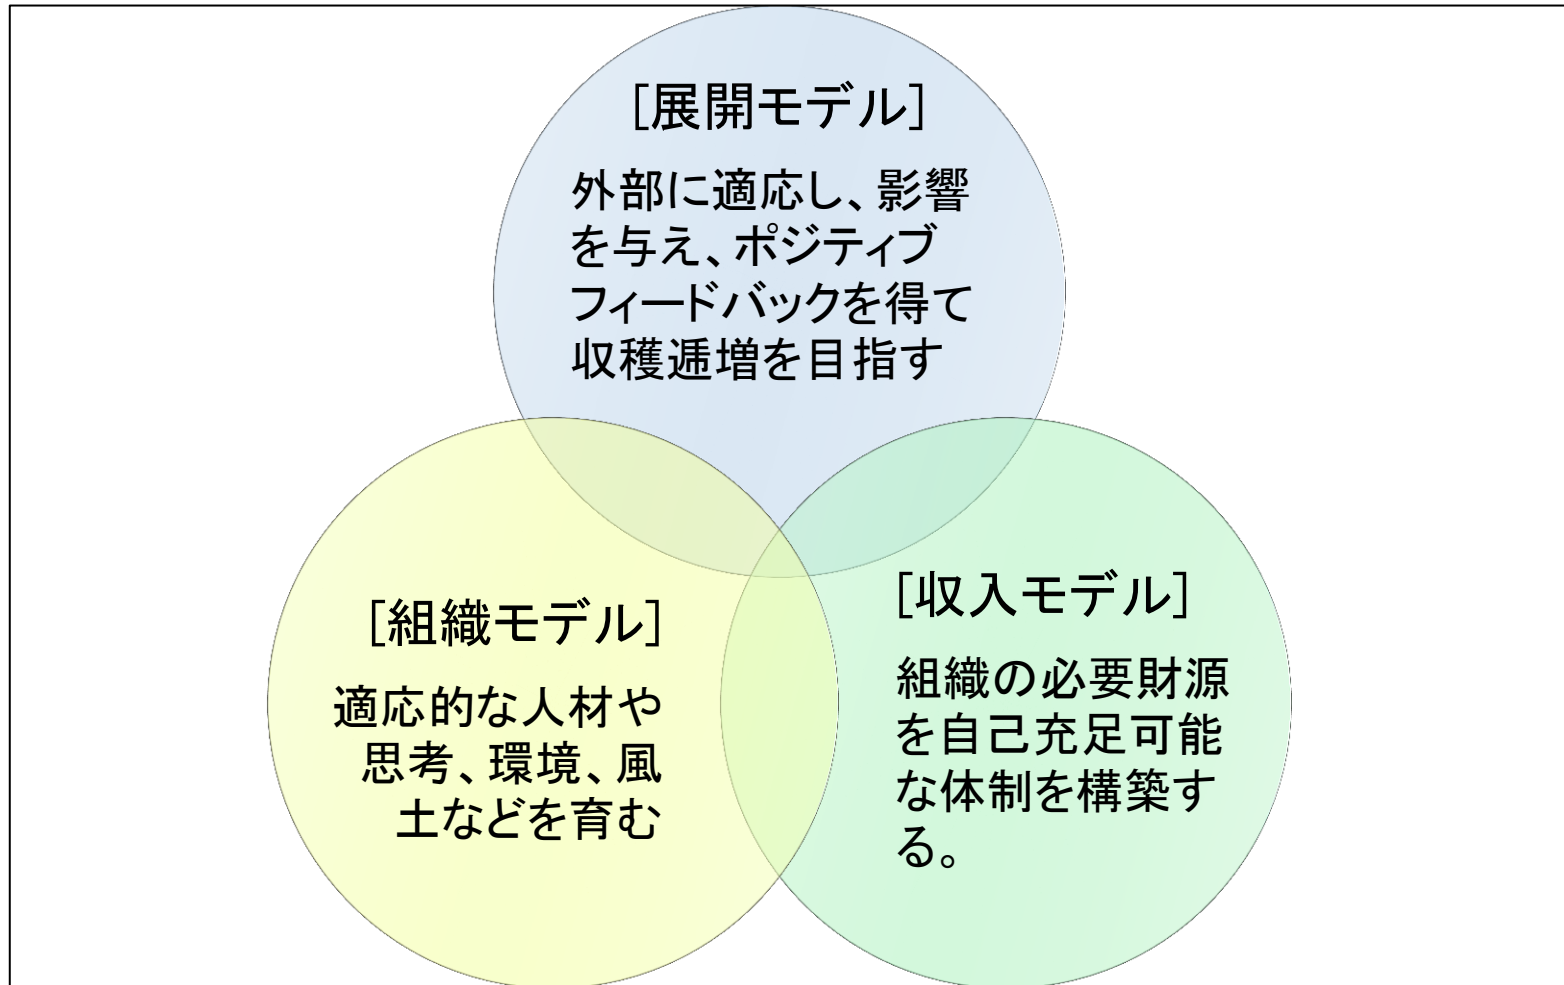 [展開モデル]
外部に適応し、影響
を与え、ポジティブ
フィードバックを得て
収穫逓増を目指す
[組織モデル]
適応的な人材や
思考、環境、風
土などを育む
[収入モデル]
組織の必要財源
を自己充足可能
な体制を構築す
る。